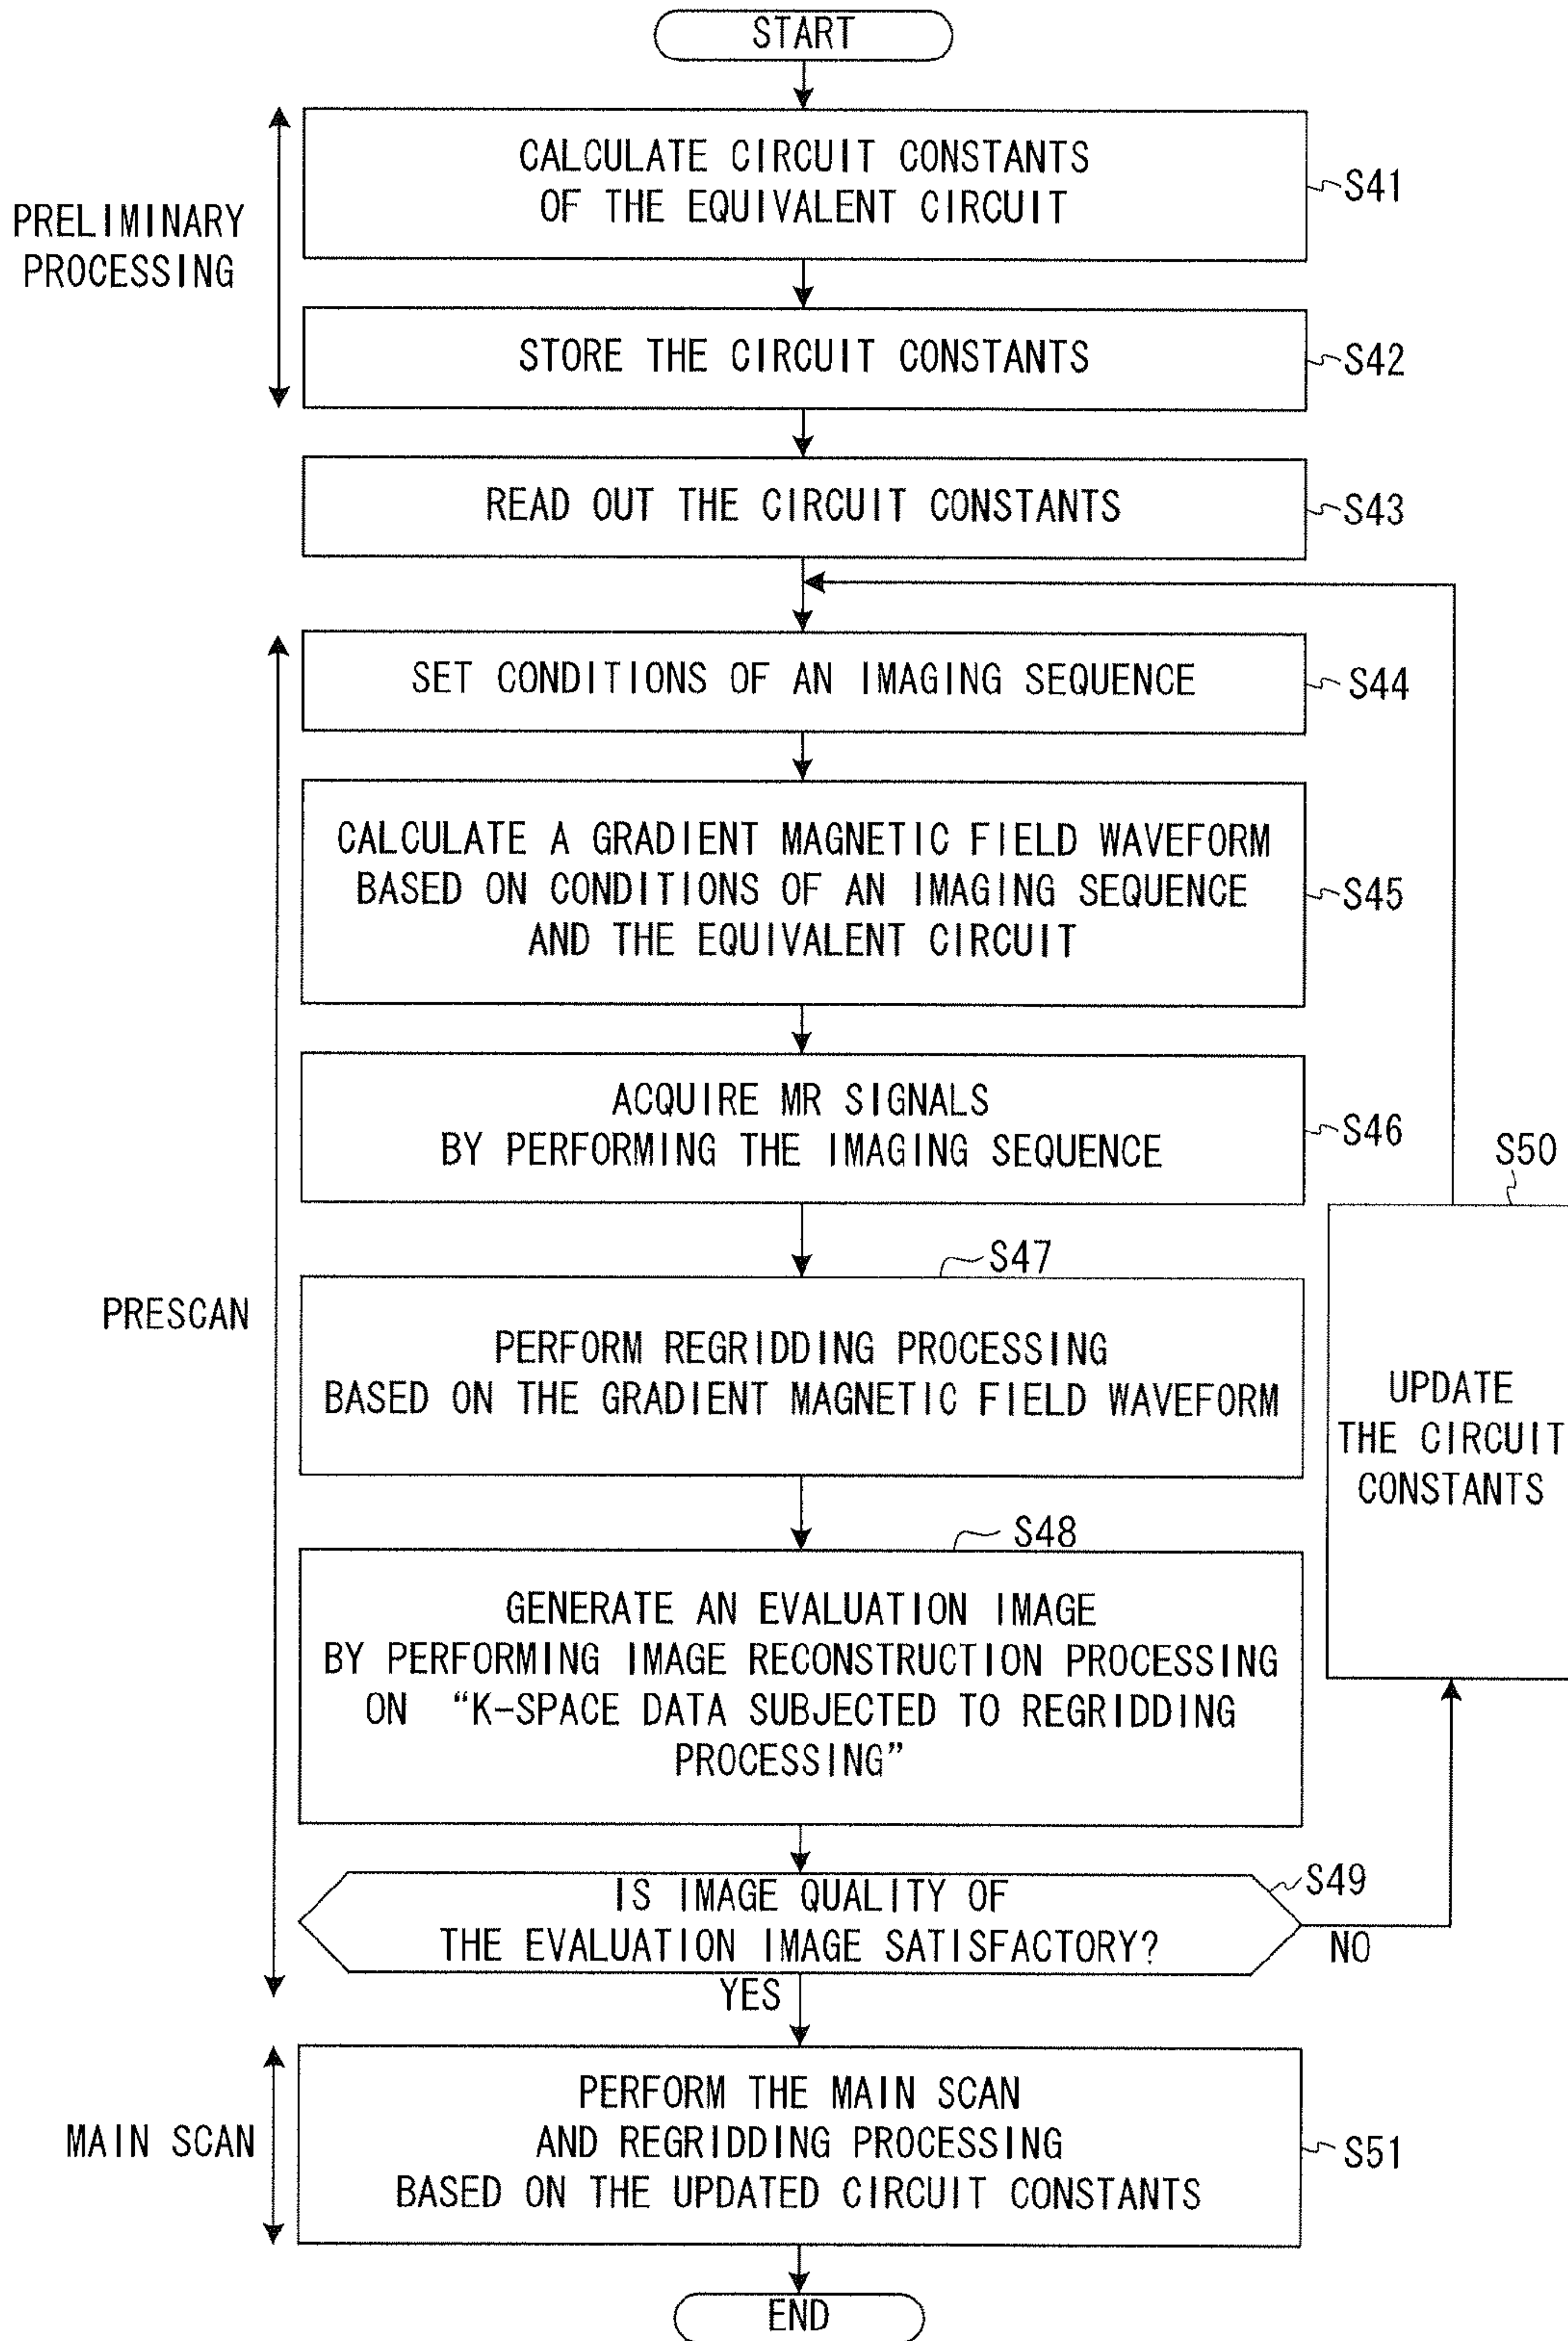 START
PRELIMINARY
PROCESSING
CALCULATE CIRCUIT CONSTANTS
OF THE EQUIVALENT CIRCUIT
S41
STORE THE CIRCUIT CONSTANTS
S42
READ OUT THE CIRCUIT CONSTANTS
S43
PRESCAN
SET CONDITIONS OF AN IMAGING SEQUENCE
S44
CALCULATE A GRADIENT MAGNETIC FIELD WAVEFORM
BASED ON CONDITIONS OF AN IMAGING SEQUENCE
AND THE EQUIVALENT CIRCUIT
S45
ACQUIRE MR SIGNALS
BY PERFORMING THE IMAGING SEQUENCE
S46
S47
PERFORM REGRIDDING PROCESSING
BASED ON THE GRADIENT MAGNETIC FIELD WAVEFORM
S48
GENERATE AN EVALUATION IMAGE
BY PERFORMING IMAGE RECONSTRUCTION PROCESSING
ON “K-SPACE DATA SUBJECTED TO REGRIDDING
PROCESSING”
S49
IS IMAGE QUALITY OF
THE EVALUATION IMAGE SATISFACTORY?
NO
YES
S50
UPDATE
THE CIRCUIT
CONSTANTS
MAIN SCAN
PERFORM THE MAIN SCAN
AND REGRIDDING PROCESSING
BASED ON THE UPDATED CIRCUIT CONSTANTS
S51
END